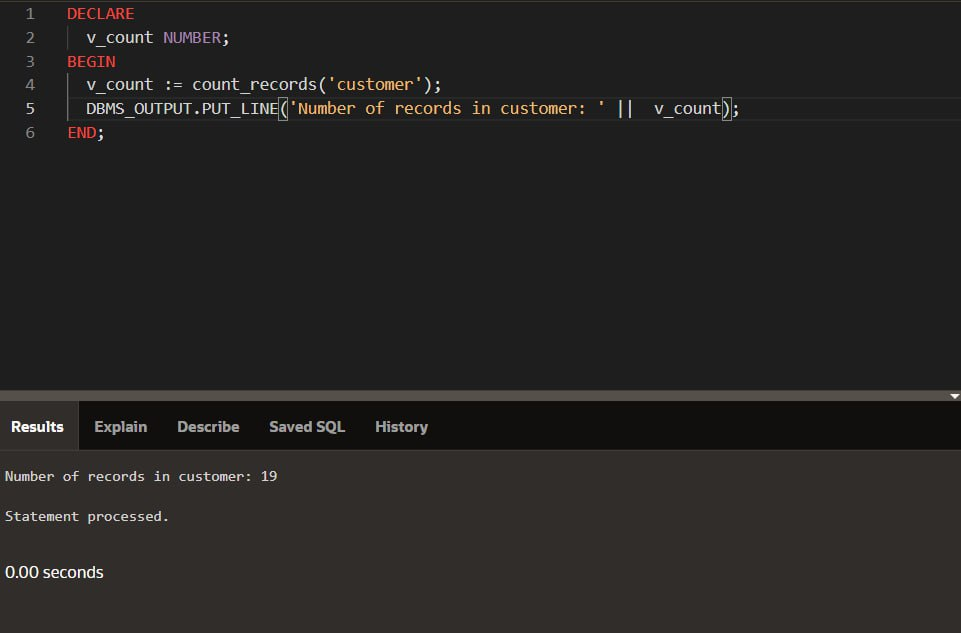 1 DECLARE
2 v_count NUMBER;
3 BEGIN
4 v_count := count_records('customer');
5 DBMS_OUTPUT.PUT_LINE('Number of records in customer: ' ||  v_count);
6 END;
Results Explain Describe Saved SQL History
Number of records in customer: 19
Statement processed.
0.00 seconds